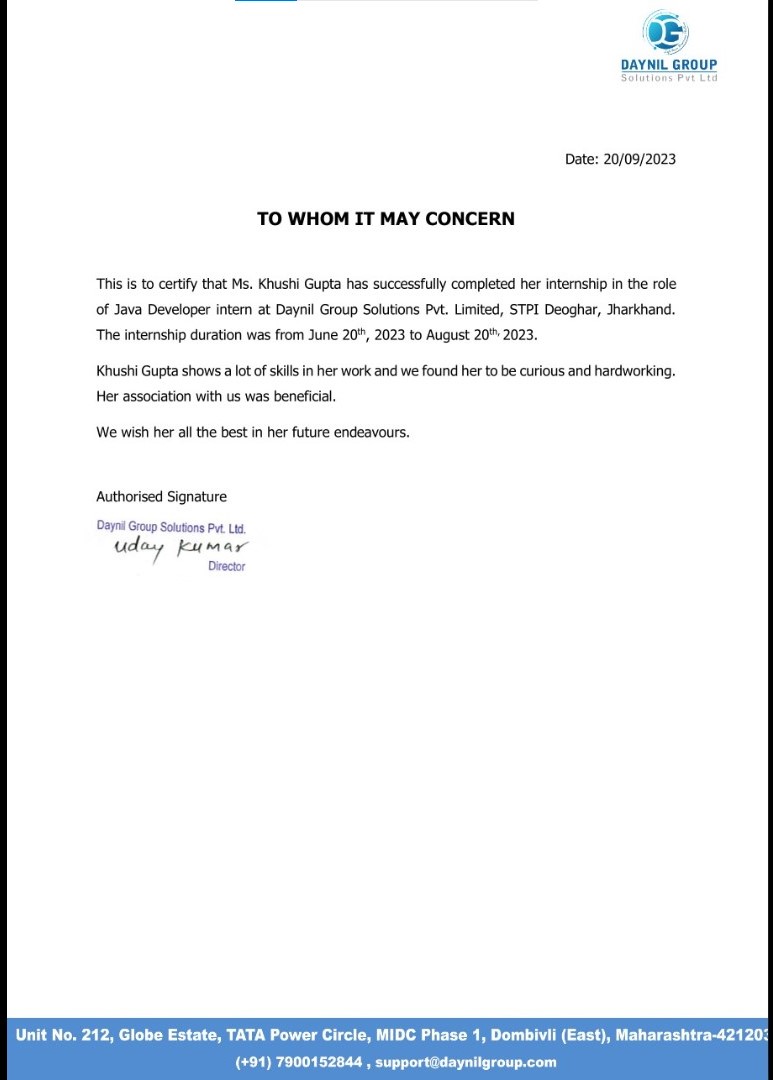 DG
DAYNIL GROUP
Solutions Pvt Ltd
Date: 20/09/2023
TO WHOM IT MAY CONCERN
This is to certify that Ms. Khushi Gupta has successfully completed her internship in the role
of Java Developer intern at Daynil Group Solutions Pvt. Limited, STPI Deoghar, Jharkhand.
The internship duration was from June 20th, 2023 to August 20th, 2023.
Khushi Gupta shows a lot of skills in her work and we found her to be curious and hardworking.
Her association with us was beneficial.
We wish her all the best in her future endeavours.
Authorised Signature
Daynil Group Solutions Pvt. Ltd.
Uday Kumar
Director
Unit No. 212, Globe Estate, TATA Power Circle, MIDC Phase 1, Dombivli (East), Maharashtra-421203
(+91) 7900152844 , support@daynilgroup.com